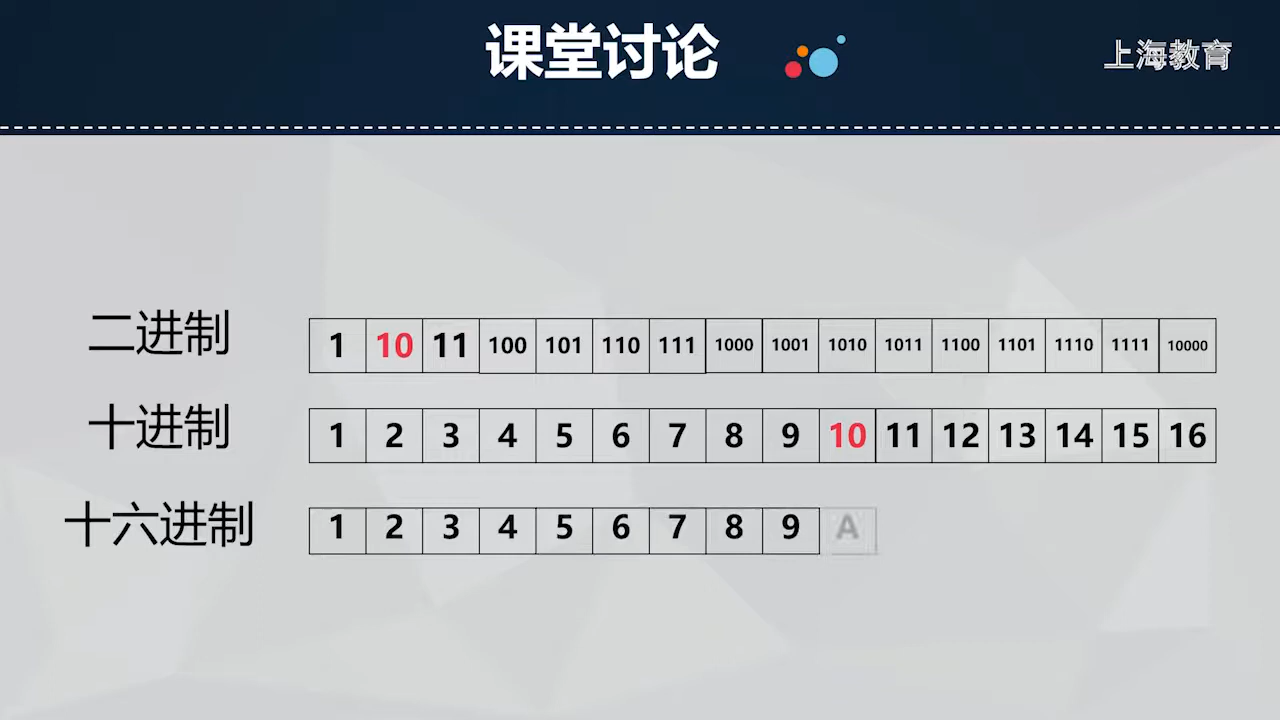 课堂讨论
上海教育
二进制 1 10 11 100 101 110 111 1000 1001 1010 1011 1100 1101 1110 1111 10000
十进制 1 2 3 4 5 6 7 8 9 10 11 12 13 14 15 16
十六进制 1 2 3 4 5 6 7 8 9 A